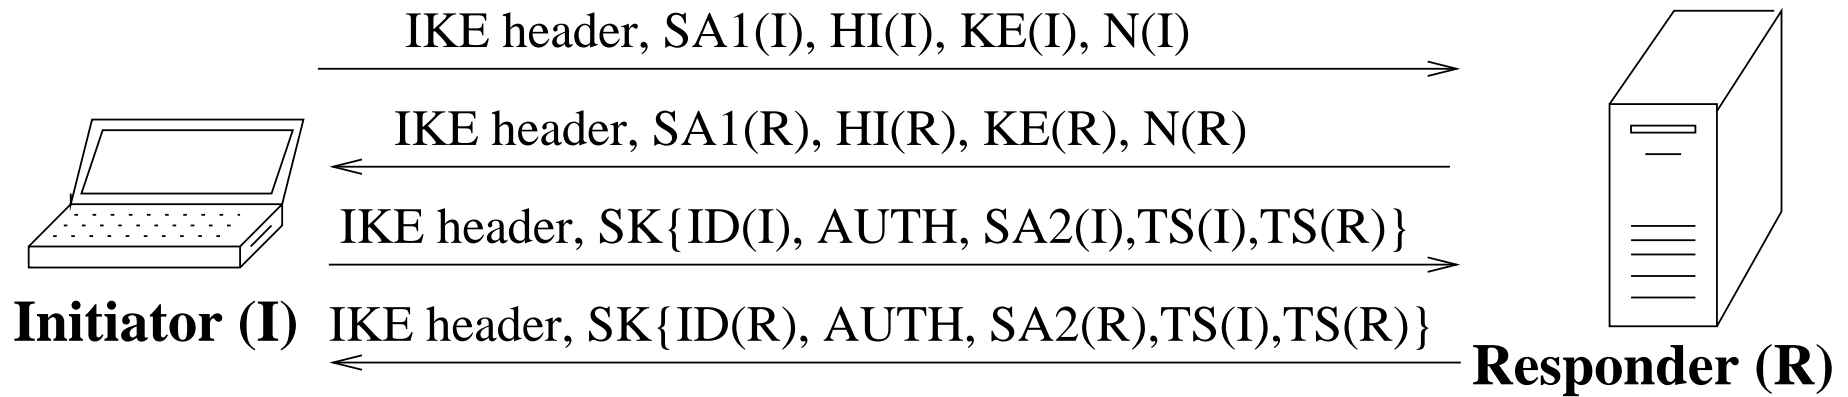 IKE header, SA1(I), HI(I), KE(I), N(I)
IKE header, SA1(R), HI(R), KE(R), N(R)
IKE header, SK{ID(I), AUTH, SA2(I),TS(I),TS(R)}
Initiator (I)
IKE header, SK{ID(R), AUTH, SA2(R),TS(I),TS(R)}
Responder (R)